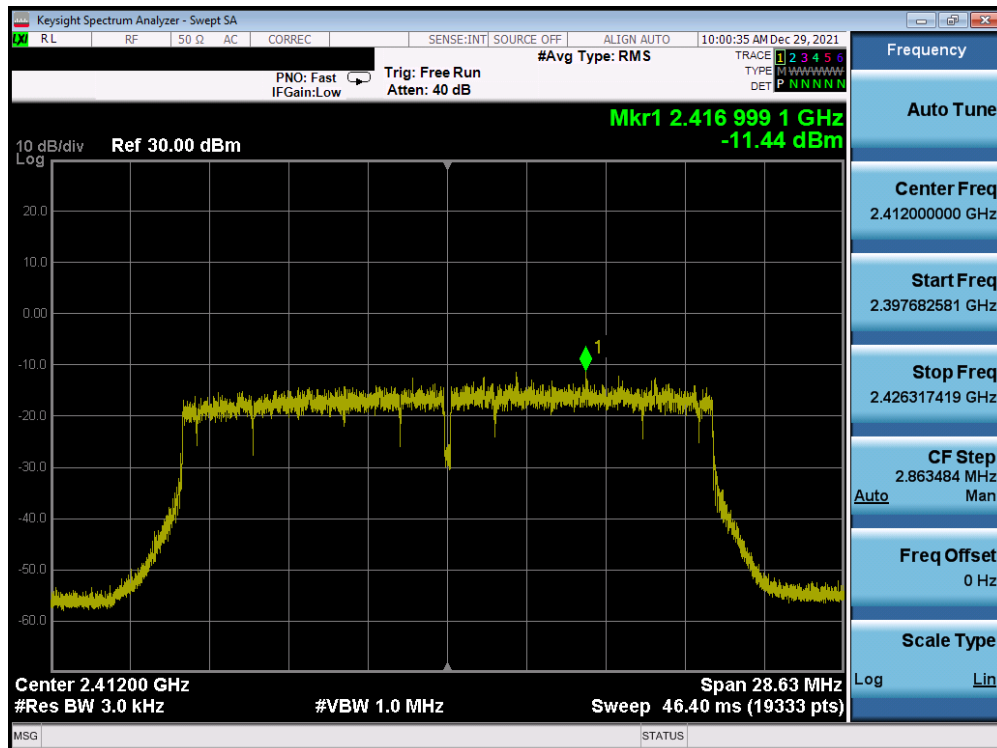 Keysight Spectrum Analyzer - Swept SA
LXI RL RF 50 Ω AC CORREC SENSE:INT SOURCE OFF ALIGN AUTO 10:00:35 AM Dec 29, 2021
#Avg Type: RMS
PNO: Fast
IFGain:Low
Trig: Free Run
Atten: 40 dB
TRACE 1 2 3 4 5 6
TYPE M WWWWW
DET P N N N N N
Mkr1 2.416 999 1 GHz
-11.44 dBm
10 dB/div Ref 30.00 dBm
Log
20.0
10.0
0.00
-10.0
-20.0
-30.0
-40.0
-50.0
-60.0
1
Center 2.41200 GHz Span 28.63 MHz
#Res BW 3.0 kHz #VBW 1.0 MHz Sweep 46.40 ms (19333 pts)
MSG STATUS
Frequency
Auto Tune
Center Freq
2.412000000 GHz
Start Freq
2.397682581 GHz
Stop Freq
2.426317419 GHz
CF Step
2.863484 MHz
Auto Man
Freq Offset
0 Hz
Scale Type
Log Lin